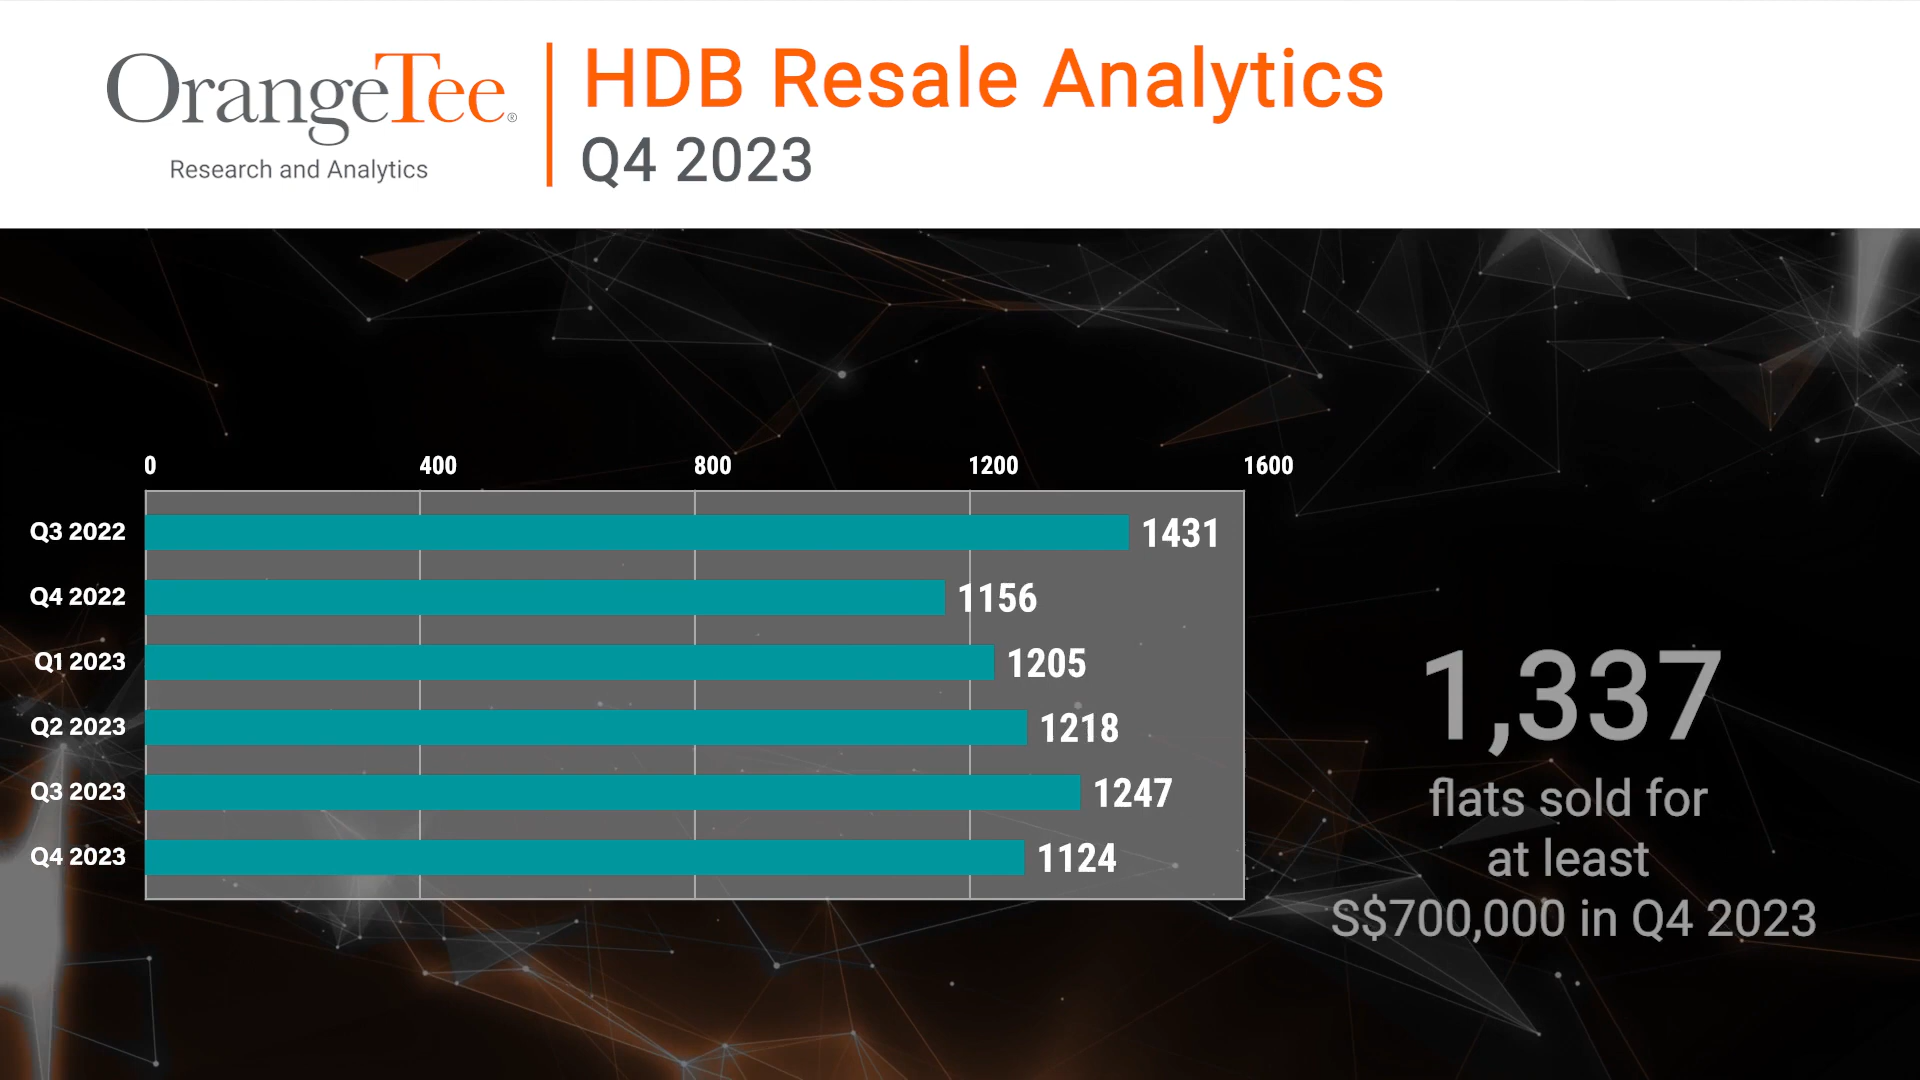 OrangeTee®
Research and Analytics
HDB Resale Analytics
Q4 2023
0 400 800 1200 1600
Q3 2022 1431
Q4 2022 1156
Q1 2023 1205
Q2 2023 1218
Q3 2023 1247
Q4 2023 1124
1,337
flats sold for
at least
S$700,000 in Q4 2023